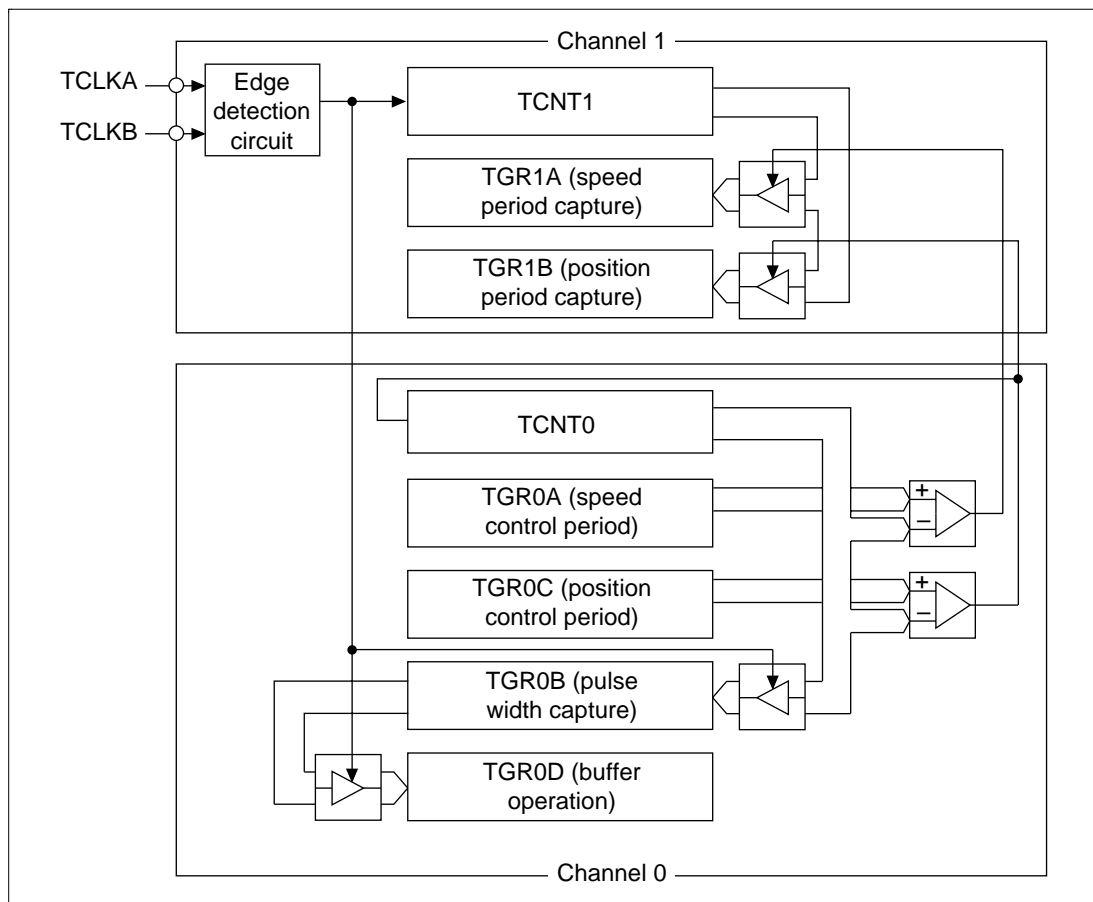 Channel 1
TCLKA
TCLKB
Edge
detection
circuit
TCNT1
TGR1A (speed
period capture)
TGR1B (position
period capture)
TCNT0
TGR0A (speed
control period)
+
−
TGR0C (position
control period)
+
−
TGR0B (pulse
width capture)
TGR0D (buffer
operation)
Channel 0